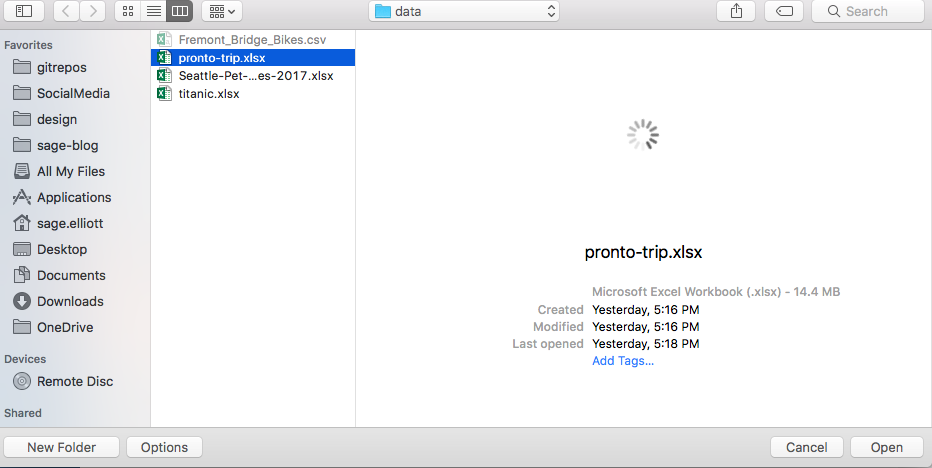 data
Search
Favorites
gitrepos
SocialMedia
design
sage-blog
All My Files
Applications
sage.elliott
Desktop
Documents
Downloads
OneDrive
Devices
Remote Disc
Shared
Fremont_Bridge_Bikes.csv
pronto-trip.xlsx
Seattle-Pet-...es-2017.xlsx
titanic.xlsx
pronto-trip.xlsx
Microsoft Excel Workbook (.xlsx) - 14.4 MB
Created Yesterday, 5:16 PM
Modified Yesterday, 5:16 PM
Last opened Yesterday, 5:18 PM
Add Tags...
New Folder
Options
Cancel
Open